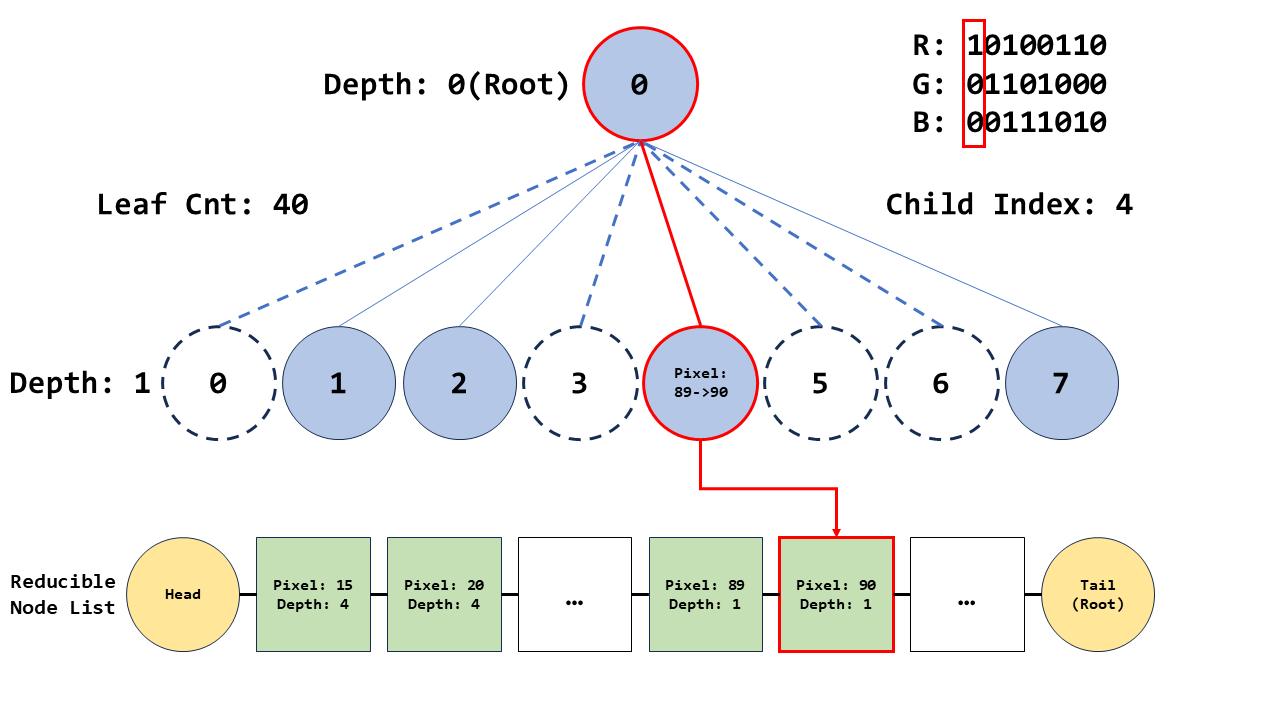 Depth: 0(Root)
0
R: 10100110
G: 01101000
B: 00111010
Leaf Cnt: 40
Child Index: 4
Depth: 1
0
1
2
3
Pixel:
89->90
5
6
7
Reducible
Node List
Head
Pixel: 15
Depth: 4
Pixel: 20
Depth: 4
…
Pixel: 89
Depth: 1
Pixel: 90
Depth: 1
…
Tail
(Root)